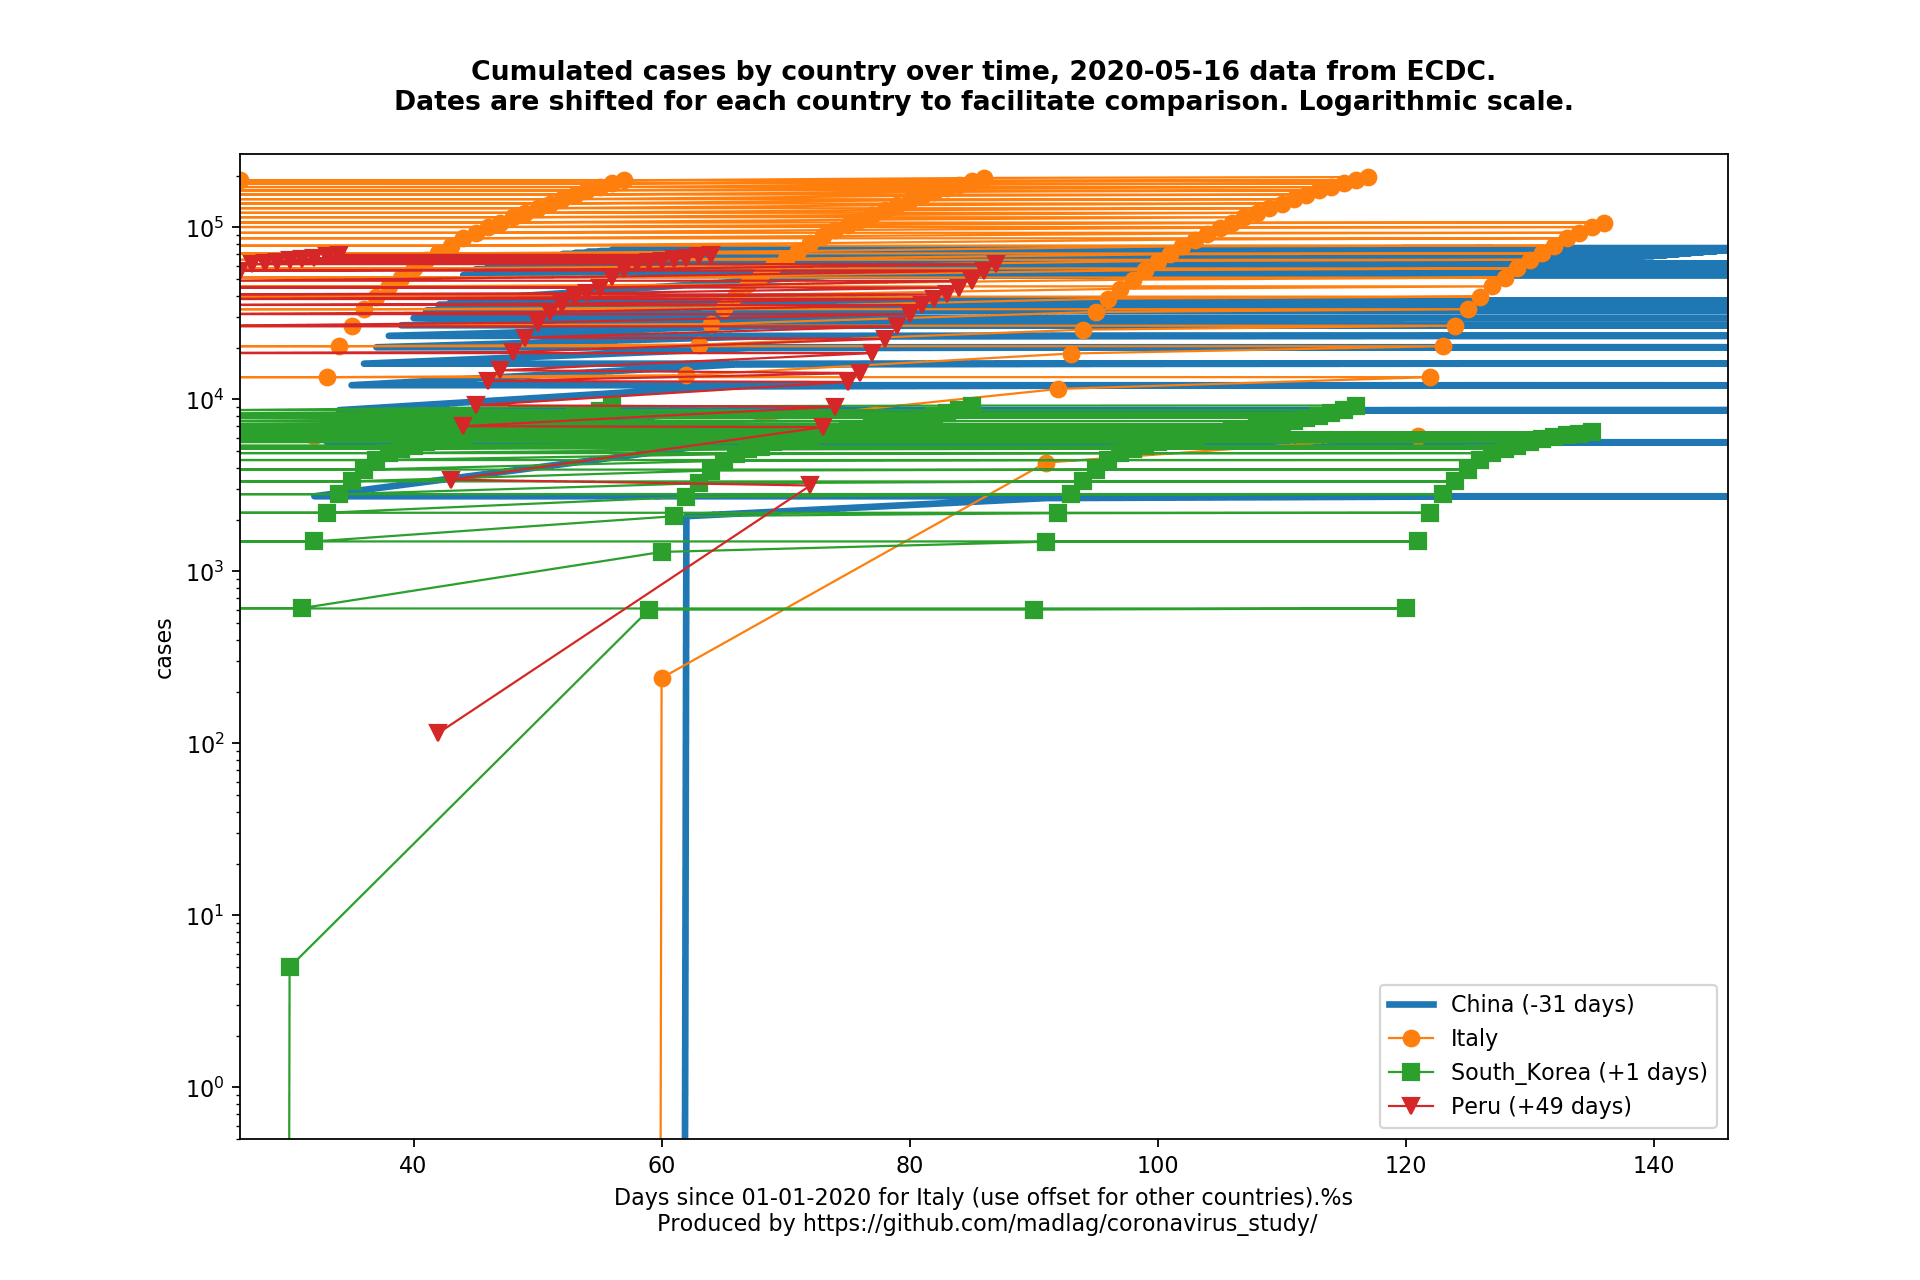 Cumulated cases by country over time, 2020-05-16 data from ECDC.
Dates are shifted for each country to facilitate comparison. Logarithmic scale.
10^5
10^4
10^3
10^2
10^1
10^0
cases
China (-31 days)
Italy
South_Korea (+1 days)
Peru (+49 days)
40 60 80 100 120 140
Days since 01-01-2020 for Italy (use offset for other countries).%s
Produced by https://github.com/madlag/coronavirus_study/